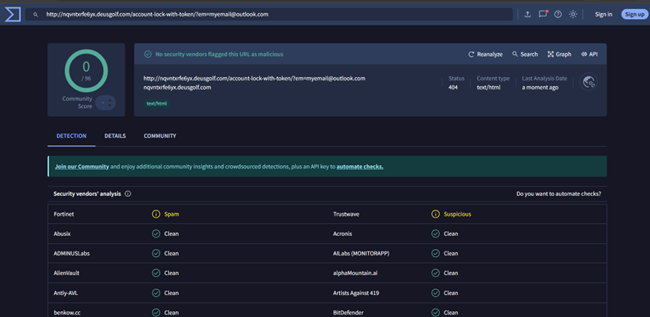 http://nqvntxrfe6yx.deusgolf.com/account-lock-with-token/?em=myemail@outlook.com
Sign in
Sign up
0
/ 96
Community
Score
No security vendors flagged this URL as malicious
Reanalyze
Search
Graph
API
http://nqvntxrfe6yx.deusgolf.com/account-lock-with-token/?em=myemail@outlook.com
nqvntxrfe6yx.deusgolf.com
text/html
Status
404
Content type
text/html
Last Analysis Date
a moment ago
DETECTION DETAILS COMMUNITY
Join our Community and enjoy additional community insights and crowdsourced detections, plus an API key to automate checks.
Security vendors' analysis Do you want to automate checks?
Fortinet Spam Trustwave Suspicious
Abusix Clean Acronis Clean
ADMINUSLabs Clean AILabs (MONITORAPP) Clean
AlienVault Clean alphaMountain.ai Clean
Antiy-AVL Clean Artists Against 419 Clean
benkow.cc Clean BitDefender Clean